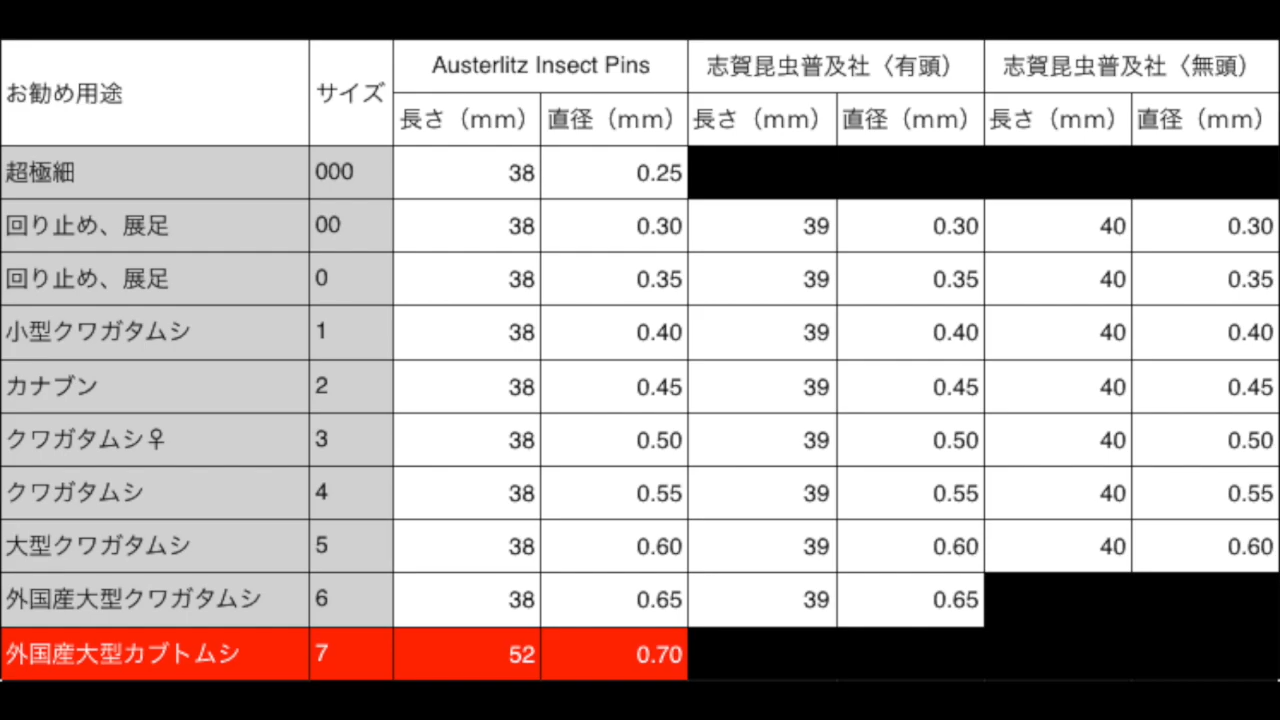 お勧め用途 サイズ Austerlitz Insect Pins 志賀昆虫普及社〈有頭〉 志賀昆虫普及社〈無頭〉
長さ（mm） 直径（mm） 長さ（mm） 直径（mm） 長さ（mm） 直径（mm）
超極細 000 38 0.25
回り止め、展足 00 38 0.30 39 0.30 40 0.30
回り止め、展足 0 38 0.35 39 0.35 40 0.35
小型クワガタムシ 1 38 0.40 39 0.40 40 0.40
カナブン 2 38 0.45 39 0.45 40 0.45
クワガタムシ♀ 3 38 0.50 39 0.50 40 0.50
クワガタムシ 4 38 0.55 39 0.55 40 0.55
大型クワガタムシ 5 38 0.60 39 0.60 40 0.60
外国産大型クワガタムシ 6 38 0.65 39 0.65
外国産大型カブトムシ 7 52 0.70